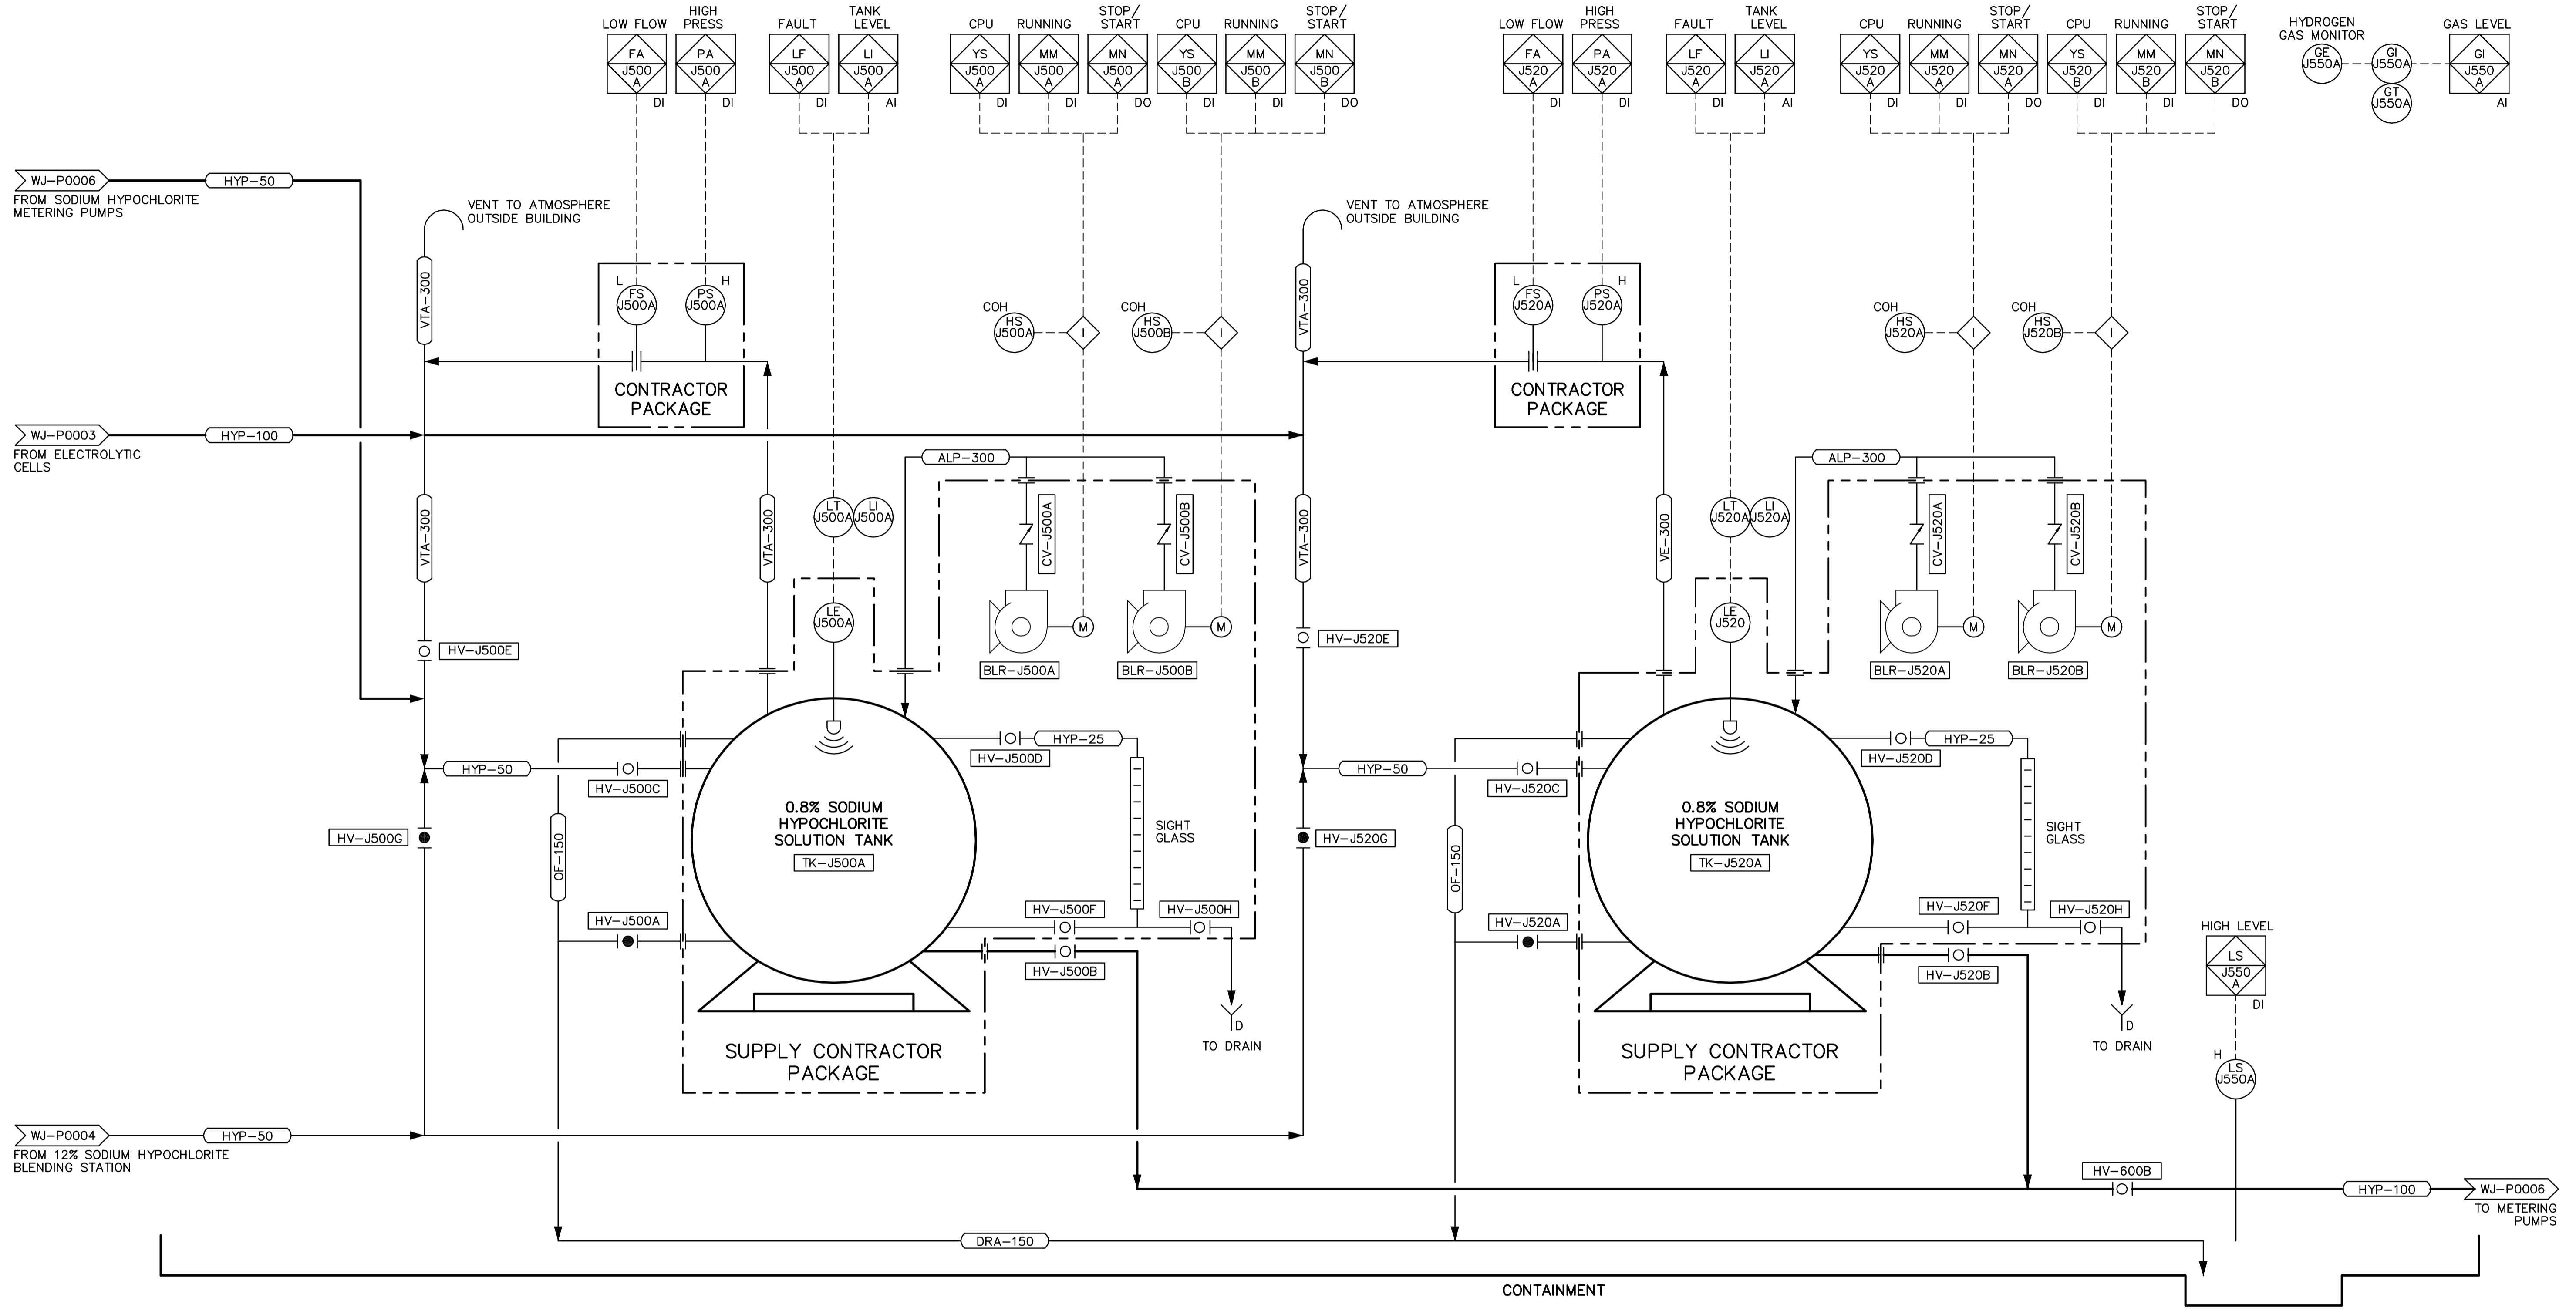 LOW FLOW
FA
J500
A
DI
HIGH
PRESS
PA
J500
A
DI
FAULT
LF
J500
A
DI
TANK
LEVEL
LI
J500
A
AI
CPU
YS
J500
A
DI
RUNNING
MM
J500
A
DI
STOP/
START
MN
J500
A
DO
CPU
YS
J500
B
DI
RUNNING
MM
J500
B
DI
STOP/
START
MN
J500
B
DO
LOW FLOW
FA
J520
A
DI
HIGH
PRESS
PA
J520
A
DI
FAULT
LF
J520
A
DI
TANK
LEVEL
LI
J520
A
AI
CPU
YS
J520
A
DI
RUNNING
MM
J520
A
DI
STOP/
START
MN
J520
A
DO
CPU
YS
J520
B
DI
RUNNING
MM
J520
B
DI
STOP/
START
MN
J520
B
DO
HYDROGEN
GAS MONITOR
GE
J550A
GI
J550A
GT
J550A
GAS LEVEL
GI
J550
A
AI
WJ-P0006
HYP-50
FROM SODIUM HYPOCHLORITE
METERING PUMPS
VENT TO ATMOSPHERE
OUTSIDE BUILDING
VTA-300
L
FS
J500A
H
PS
J500A
CONTRACTOR
PACKAGE
COH
HS
J500A
I
COH
HS
J500B
I
VENT TO ATMOSPHERE
OUTSIDE BUILDING
VTA-300
L
FS
J520A
H
PS
J520A
CONTRACTOR
PACKAGE
COH
HS
J520A
I
COH
HS
J520B
I
WJ-P0003
HYP-100
FROM ELECTROLYTIC
CELLS
VTA-300
VTA-300
LT
J500A
LI
J500A
ALP-300
CV-J500A
CV-J500B
LE
J500A
M
M
BLR-J500A
BLR-J500B
HV-J500E
VTA-300
VE-300
LT
J520A
LI
J520A
ALP-300
CV-J520A
CV-J520B
LE
J520
M
M
BLR-J520A
BLR-J520B
HV-J520E
HYP-50
HV-J500C
HV-J500G
OF-150
HV-J500A
0.8% SODIUM
HYPOCHLORITE
SOLUTION TANK
TK-J500A
HYP-25
HV-J500D
SIGHT
GLASS
HV-J500F
HV-J500H
HV-J500B
D
TO DRAIN
SUPPLY CONTRACTOR
PACKAGE
HYP-50
HV-J520C
HV-J520G
OF-150
HV-J520A
0.8% SODIUM
HYPOCHLORITE
SOLUTION TANK
TK-J520A
HYP-25
HV-J520D
SIGHT
GLASS
HV-J520F
HV-J520H
HV-J520B
D
TO DRAIN
SUPPLY CONTRACTOR
PACKAGE
HIGH LEVEL
LS
J550
A
DI
H
LS
J550A
WJ-P0004
HYP-50
FROM 12% SODIUM HYPOCHLORITE
BLENDING STATION
HV-600B
HYP-100
WJ-P0006
TO METERING
PUMPS
DRA-150
CONTAINMENT